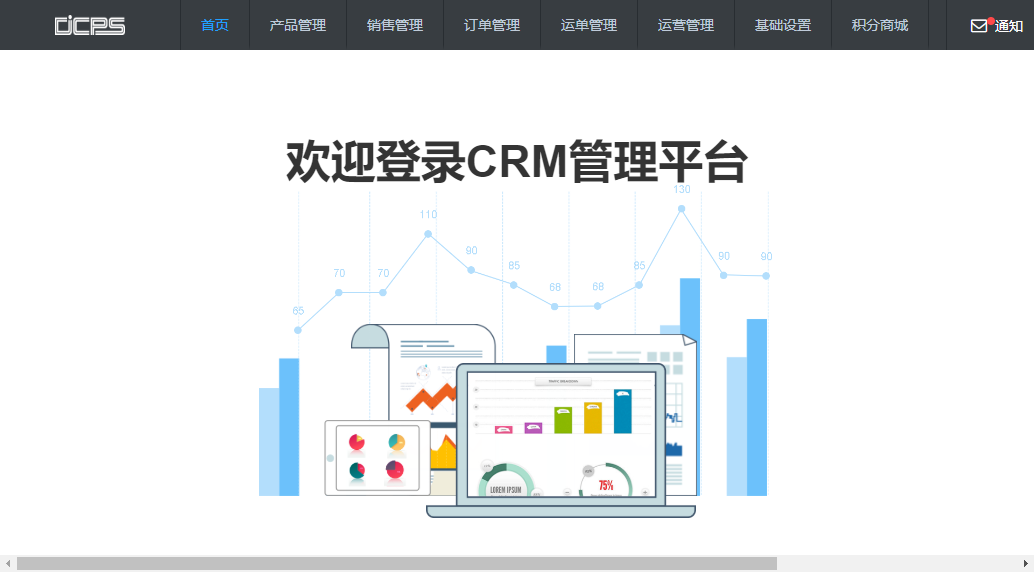 CJCPS
首页
产品管理
销售管理
订单管理
运单管理
运营管理
基础设置
积分商城
通知
欢迎登录CRM管理平台
130
110
90
90
90
85
85
70
70
68
68
65
LOREM IPSUM
75%